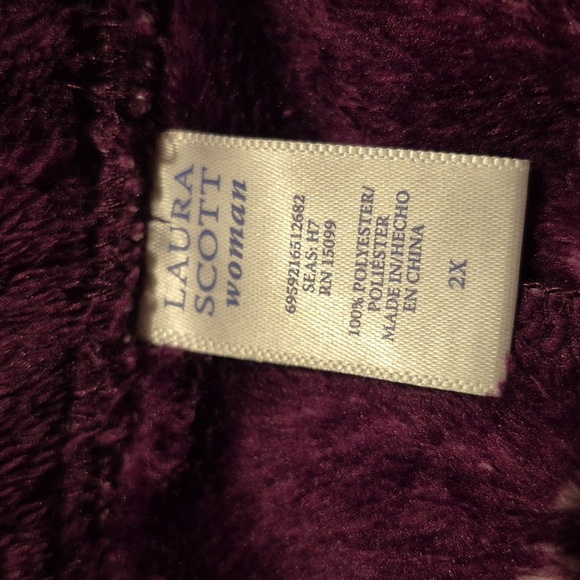 LAURA
SCOTT
woman
6959216512682
SEAS: H7
RN 15099
100% POLYESTER/
POLIESTER
MADE IN/HECHO
EN CHINA
2X